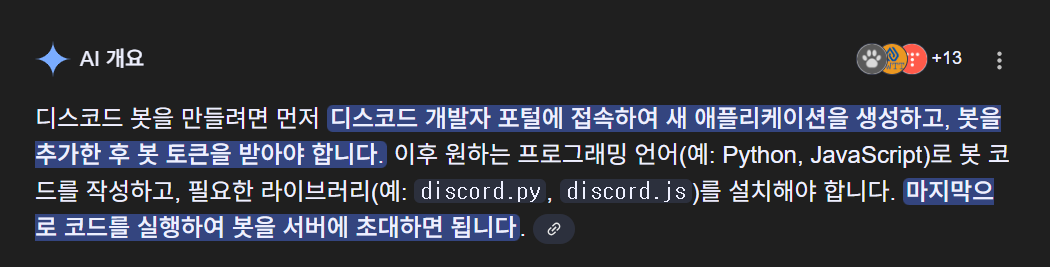 AI 개요
+13
디스코드 봇을 만들려면 먼저 디스코드 개발자 포털에 접속하여 새 애플리케이션을 생성하고, 봇을
추가한 후 봇 토큰을 받아야 합니다. 이후 원하는 프로그래밍 언어(예: Python, JavaScript)로 봇 코
드를 작성하고, 필요한 라이브러리(예: discord.py, discord.js)를 설치해야 합니다. 마지막으
로 코드를 실행하여 봇을 서버에 초대하면 됩니다.